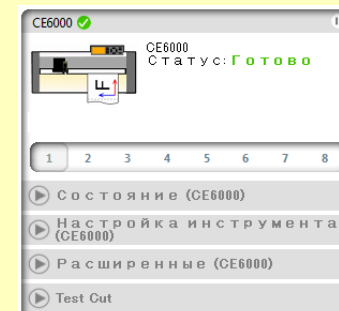 CE6000
CE6000
Статус: Готово
F
1 2 3 4 5 6 7 8
Состояние (CE6000)
Настройка инструмента
(CE6000)
Расширенные (CE6000)
Test Cut